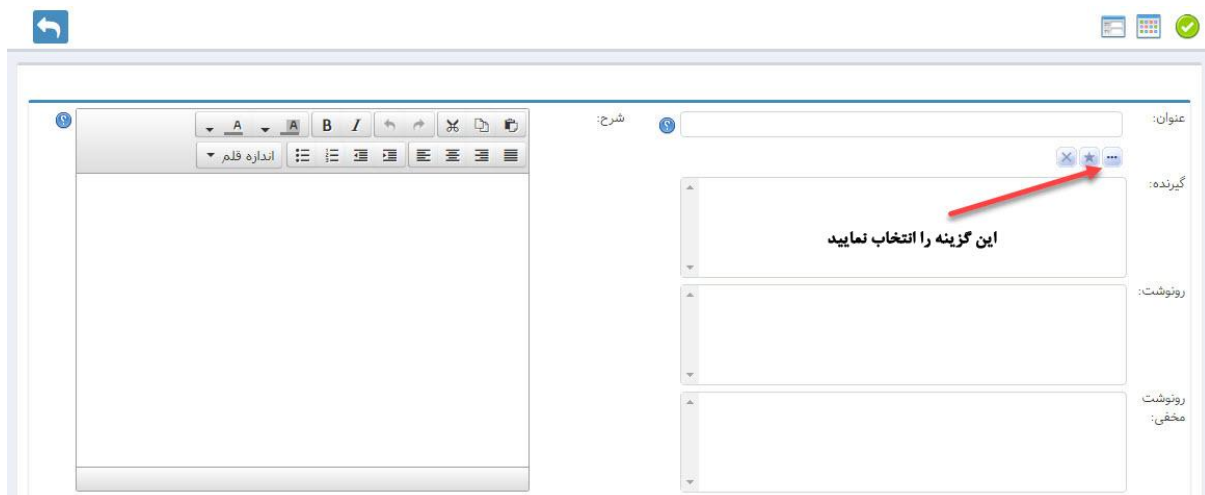 عنوان:
شرح:
A A B I
اندازه قلم
گیرنده:
این گزینه را انتخاب نمایید
رونوشت:
رونوشت
مخفی: